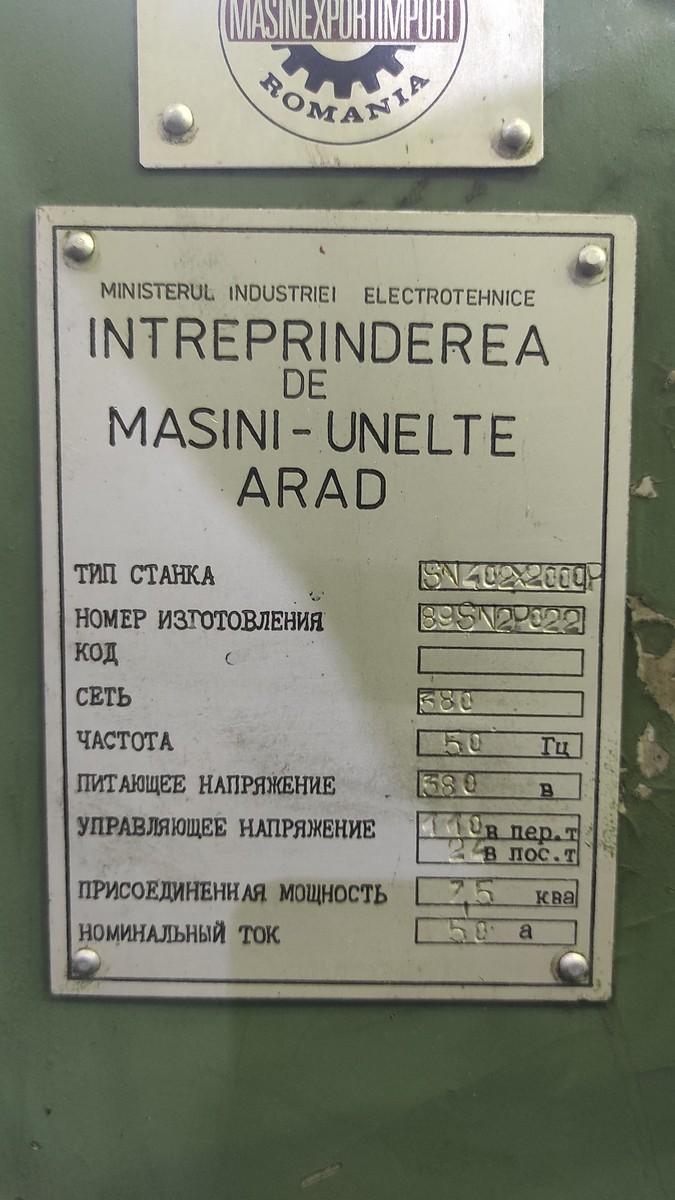 MASINEXPORTIMPORT
ROMANIA
MINISTERUL INDUSTRIEI ELECTROTEHNICE
INTREPRINDEREA
DE
MASINI-UNELTE
ARAD
ТИП СТАНКА SN402X2000P
НОМЕР ИЗГОТОВЛЕНИЯ 89SN2P022
КОД
СЕТЬ 380
ЧАСТОТА 50 Гц
ПИТАЮЩЕЕ НАПРЯЖЕНИЕ 380 в
УПРАВЛЯЮЩЕЕ НАПРЯЖЕНИЕ 110 в пер.т
24 в пос.т
ПРИСОЕДИНЕННАЯ МОЩНОСТЬ 7,5 ква
НОМИНАЛЬНЫЙ ТОК 50 а